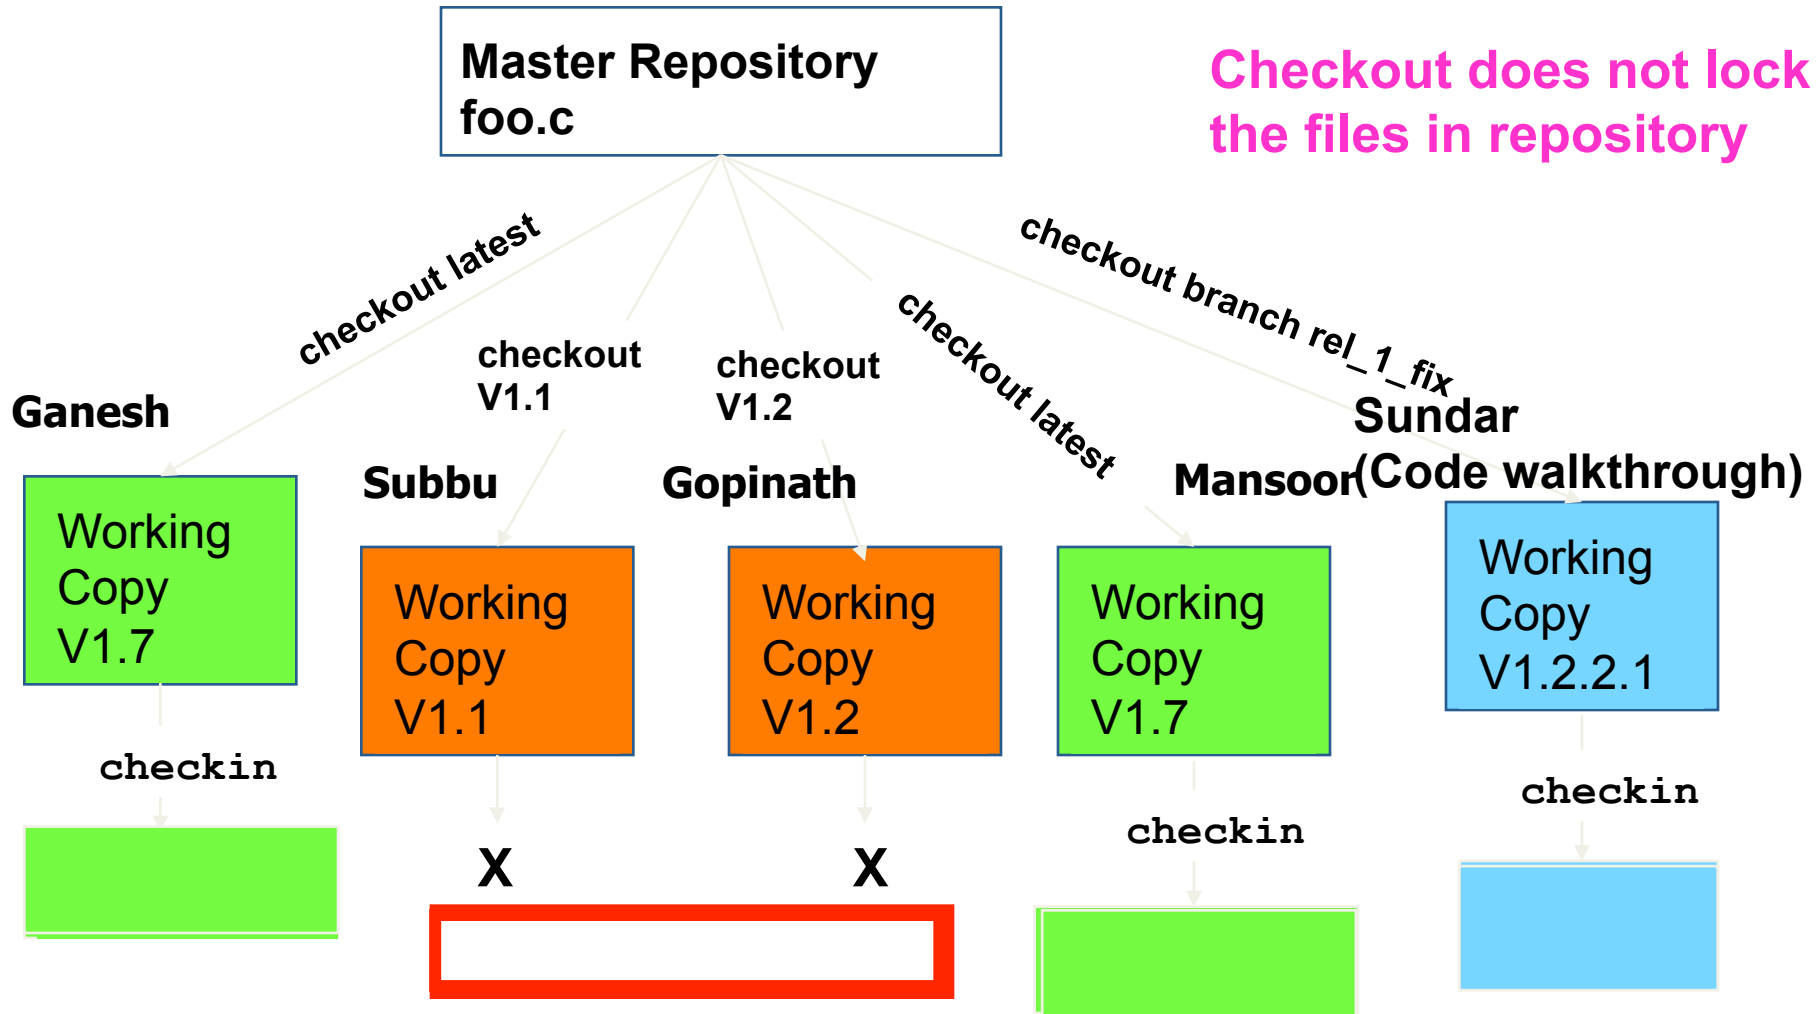 Master Repository
foo.c
Checkout does not lock
the files in repository
checkout latest
checkout
V1.1
checkout
V1.2
checkout latest
checkout branch rel_1_fix
Ganesh
Subbu
Gopinath
Mansoor
Sundar
(Code walkthrough)
Working
Copy
V1.7
Working
Copy
V1.1
Working
Copy
V1.2
Working
Copy
V1.7
Working
Copy
V1.2.2.1
checkin
X
X
checkin
checkin